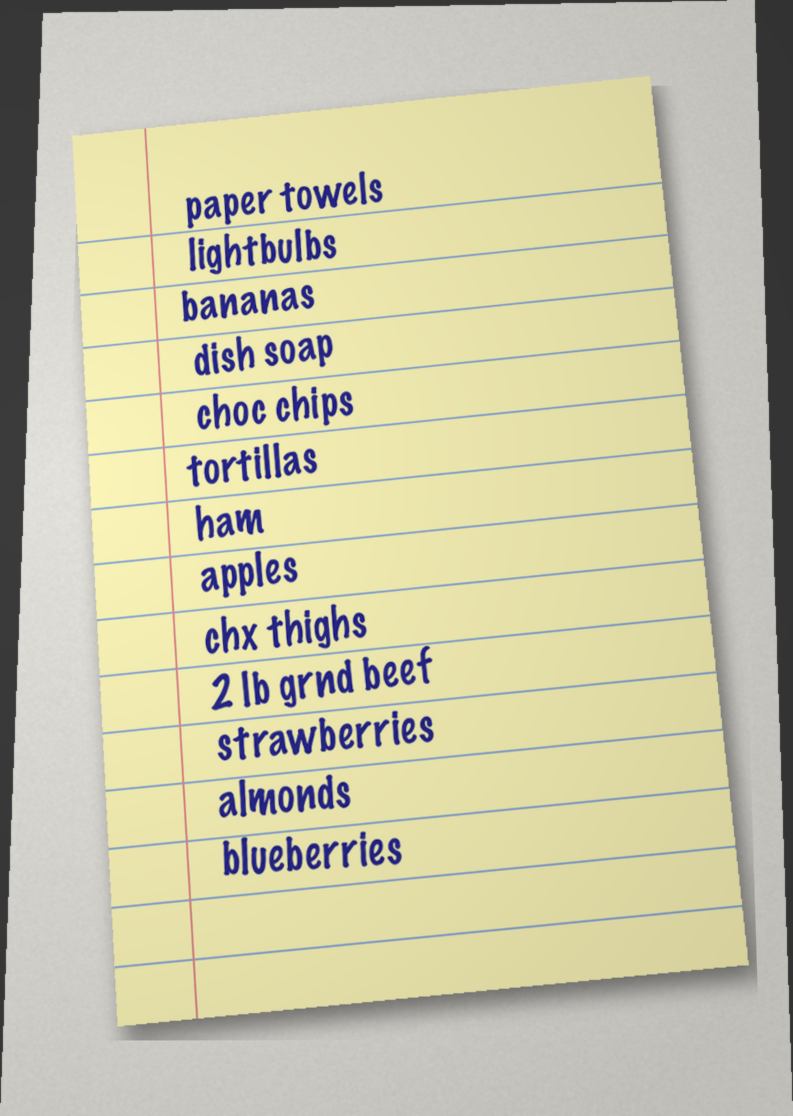 paper towels
lightbulbs
bananas
dish soap
choc chips
tortillas
ham
apples
chx thighs
2 lb grnd beef
strawberries
almonds
blueberries